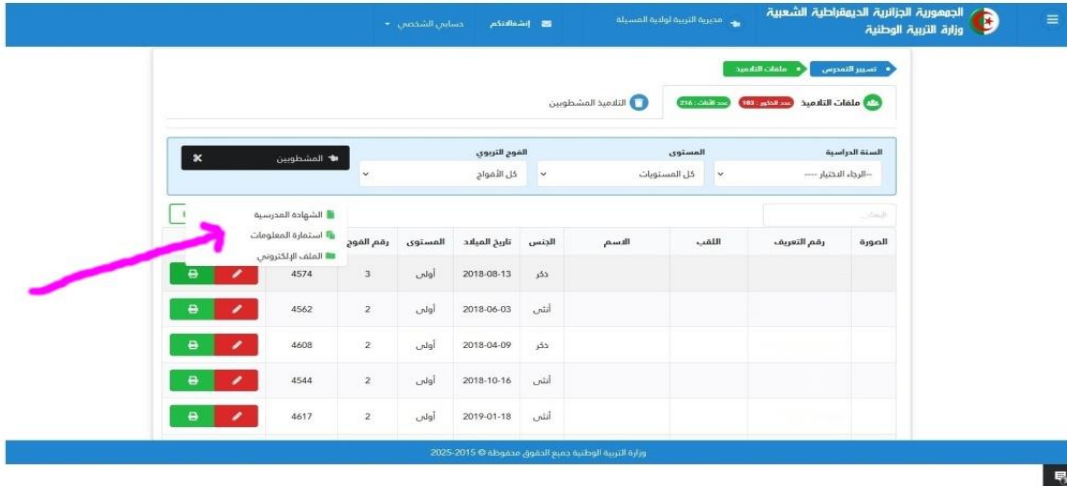 الجمهورية الجزائرية الديمقراطية الشعبية
وزارة التربية الوطنية
مديرية التربية لولاية المسيلة
إنشغالاتكم
حسابي الشخصي
تسيير التمدرس
ملفات التلاميذ
ملفات التلاميذ
عدد الذكور : 183
عدد الأناث : 216
التلاميذ المشطوبين
السنة الدراسية
المستوى
الفوج التربوي
المشطوبين
--الرجاء الاختيار ----
كل المستويات
كل الأفواج
البحث...
الشهادة المدرسية
استمارة المعلومات
الملف الإلكتروني
الصورة رقم التعريف اللقب الاسم الجنس تاريخ الميلاد المستوى رقم الفوج
ذكر 2018-08-13 أولى 3 4574
أنثى 2018-06-03 أولى 2 4562
ذكر 2018-04-09 أولى 2 4608
أنثى 2018-10-16 أولى 2 4544
أنثى 2019-01-18 أولى 2 4617
وزارة التربية الوطنية جميع الحقوق محفوظة © 2015-2025